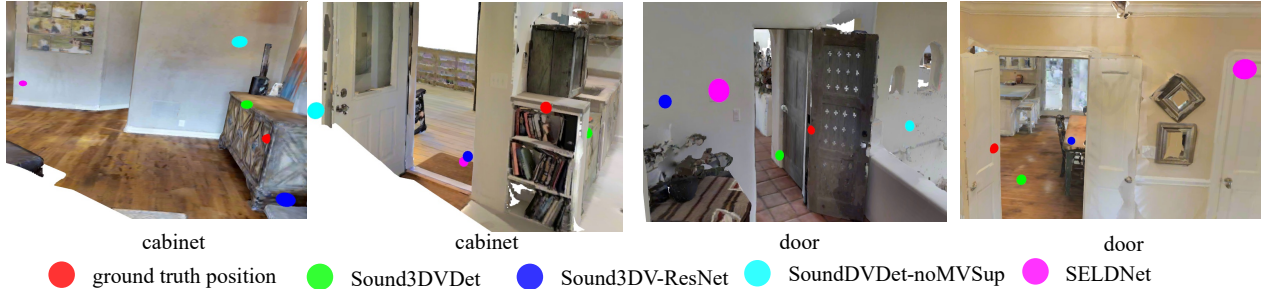 cabinet cabinet door door
ground truth position Sound3DVDet Sound3DV-ResNet SoundDVDet-noMVSup SELDNet